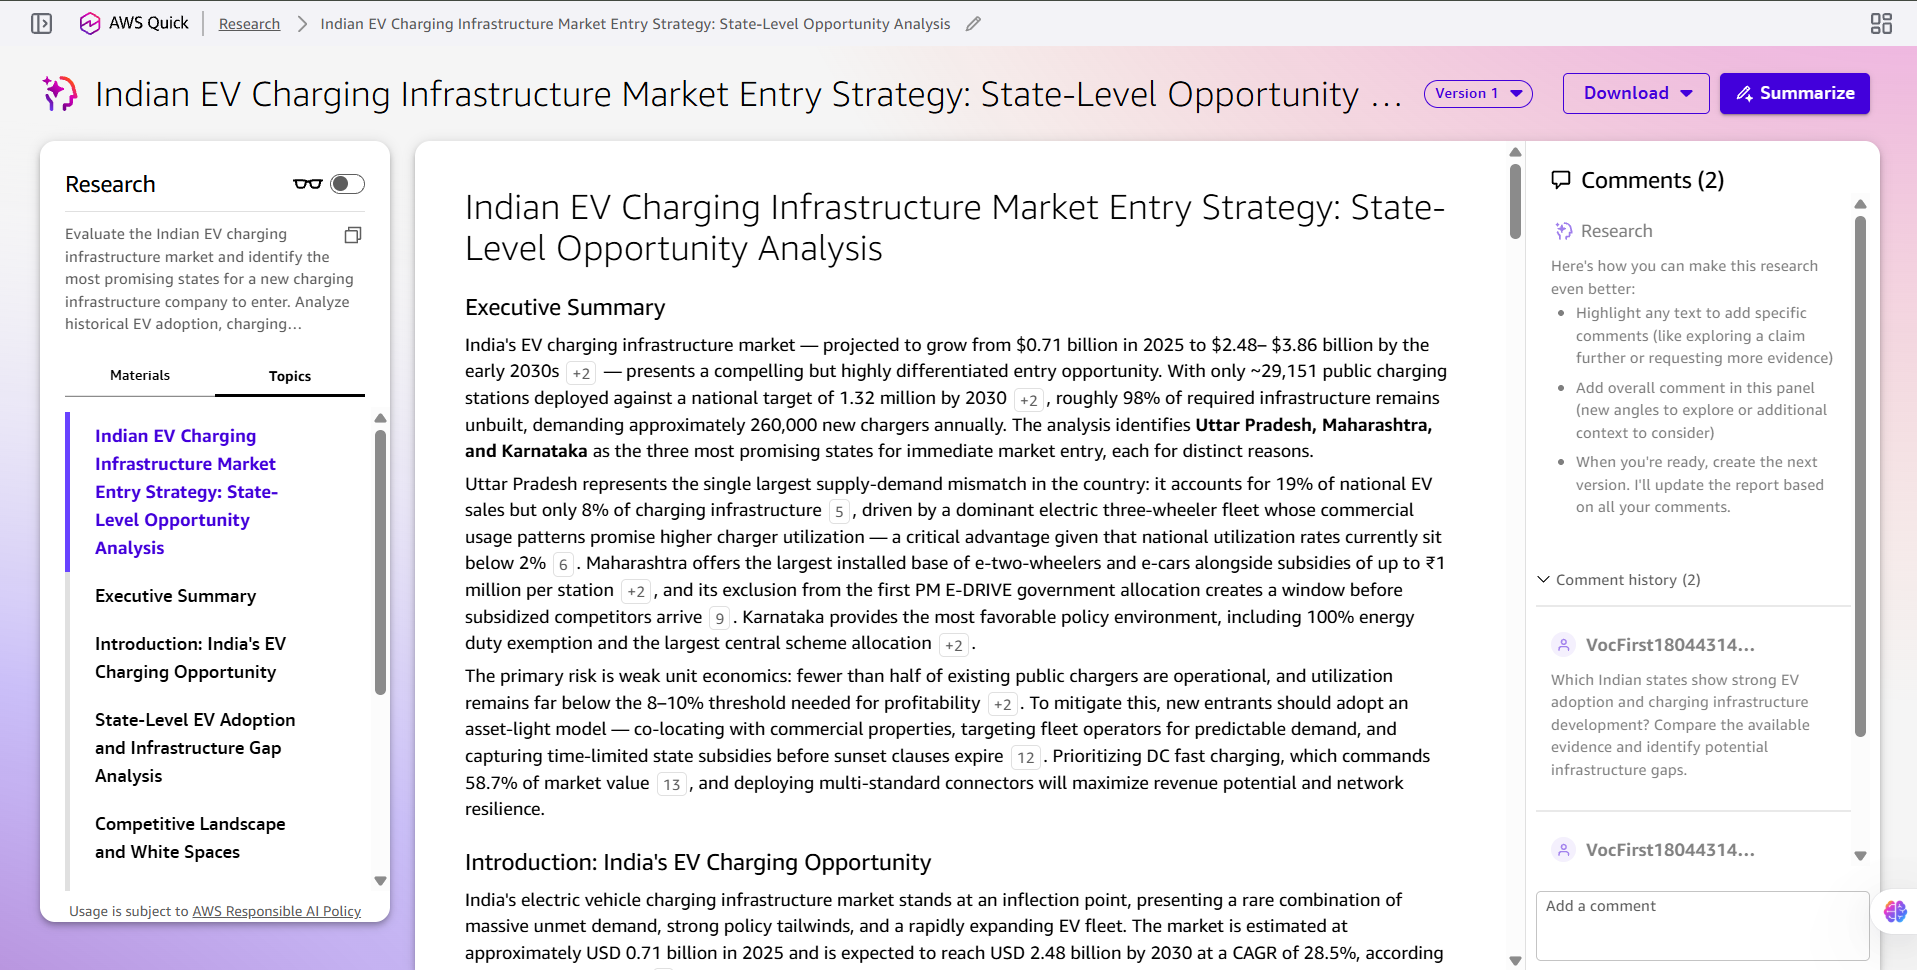 AWS Quick
Research
Indian EV Charging Infrastructure Market Entry Strategy: State-Level Opportunity Analysis
Indian EV Charging Infrastructure Market Entry Strategy: State-Level Opportunity ...
Version 1
Download
Summarize
Research
Evaluate the Indian EV charging
infrastructure market and identify the
most promising states for a new charging
infrastructure company to enter. Analyze
historical EV adoption, charging...
Materials
Topics
Indian EV Charging
Infrastructure Market
Entry Strategy: State-
Level Opportunity
Analysis
Executive Summary
Introduction: India's EV
Charging Opportunity
State-Level EV Adoption
and Infrastructure Gap
Analysis
Competitive Landscape
and White Spaces
Usage is subject to AWS Responsible AI Policy
Indian EV Charging Infrastructure Market Entry Strategy: State-
Level Opportunity Analysis
Executive Summary
India's EV charging infrastructure market — projected to grow from $0.71 billion in 2025 to $2.48– $3.86 billion by the
early 2030s +2 — presents a compelling but highly differentiated entry opportunity. With only ~29,151 public charging
stations deployed against a national target of 1.32 million by 2030 +2 , roughly 98% of required infrastructure remains
unbuilt, demanding approximately 260,000 new chargers annually. The analysis identifies Uttar Pradesh, Maharashtra,
and Karnataka as the three most promising states for immediate market entry, each for distinct reasons.
Uttar Pradesh represents the single largest supply-demand mismatch in the country: it accounts for 19% of national EV
sales but only 8% of charging infrastructure 5 , driven by a dominant electric three-wheeler fleet whose commercial
usage patterns promise higher charger utilization — a critical advantage given that national utilization rates currently sit
below 2% 6 . Maharashtra offers the largest installed base of e-two-wheelers and e-cars alongside subsidies of up to ₹1
million per station +2 , and its exclusion from the first PM E-DRIVE government allocation creates a window before
subsidized competitors arrive 9 . Karnataka provides the most favorable policy environment, including 100% energy
duty exemption and the largest central scheme allocation +2 .
The primary risk is weak unit economics: fewer than half of existing public chargers are operational, and utilization
remains far below the 8–10% threshold needed for profitability +2 . To mitigate this, new entrants should adopt an
asset-light model — co-locating with commercial properties, targeting fleet operators for predictable demand, and
capturing time-limited state subsidies before sunset clauses expire 12 . Prioritizing DC fast charging, which commands
58.7% of market value 13 , and deploying multi-standard connectors will maximize revenue potential and network
resilience.
Introduction: India's EV Charging Opportunity
India's electric vehicle charging infrastructure market stands at an inflection point, presenting a rare combination of
massive unmet demand, strong policy tailwinds, and a rapidly expanding EV fleet. The market is estimated at
approximately USD 0.71 billion in 2025 and is expected to reach USD 2.48 billion by 2030 at a CAGR of 28.5%, according
Comments (2)
Research
Here's how you can make this research
even better:
• Highlight any text to add specific
comments (like exploring a claim
further or requesting more evidence)
• Add overall comment in this panel
(new angles to explore or additional
context to consider)
• When you're ready, create the next
version. I'll update the report based
on all your comments.
Comment history (2)
VocFirst18044314...
Which Indian states show strong EV
adoption and charging infrastructure
development? Compare the available
evidence and identify potential
infrastructure gaps.
VocFirst18044314...
Add a comment